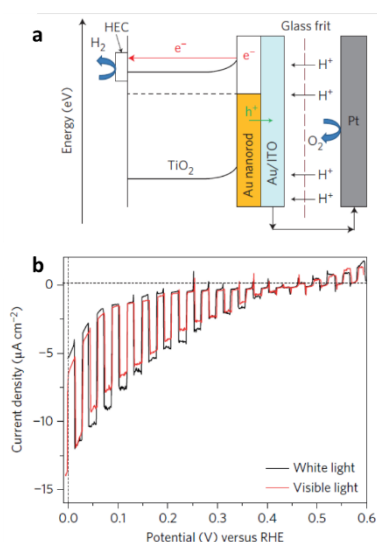 a
HEC
Glass frit
H2
e−
e−
H+
H+
h+
Pt
TiO2
Au nanorod
Au/ITO
O2
H+
H+
H+
Energy (eV)
b
0
−5
−10
−15
Current density (μA cm−2)
White light
Visible light
0.0 0.1 0.2 0.3 0.4 0.5 0.6
Potential (V) versus RHE